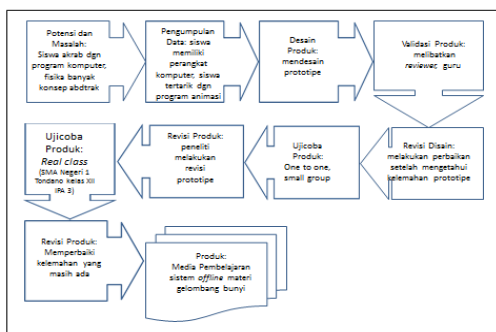 Potensi dan
Masalah:
Siswa akrab dgn
program komputer,
fisika banyak
konsep abdtrak
Pengumpulan
Data: siswa
memiliki
perangkat
komputer, siswa
tertarik dgn
program animasi
Desain
Produk:
mendesain
prototipe
Validasi Produk:
melibatkan
reviewer, guru
Revisi Disain:
melakukan perbaikan
setelah mengetahui
kelemahan prototipe
Ujicoba
Produk:
One to one,
small group
Revisi Produk:
peneliti
melakukan
revisi
prototipe
Ujicoba
Produk:
Real class
(SMA Negeri 1
Tondano kelas XII
IPA 3)
Revisi Produk:
Memperbaiki
kelemahan yang
masih ada
Produk:
Media Pembelajaran
sistem offline materi
gelombang bunyi